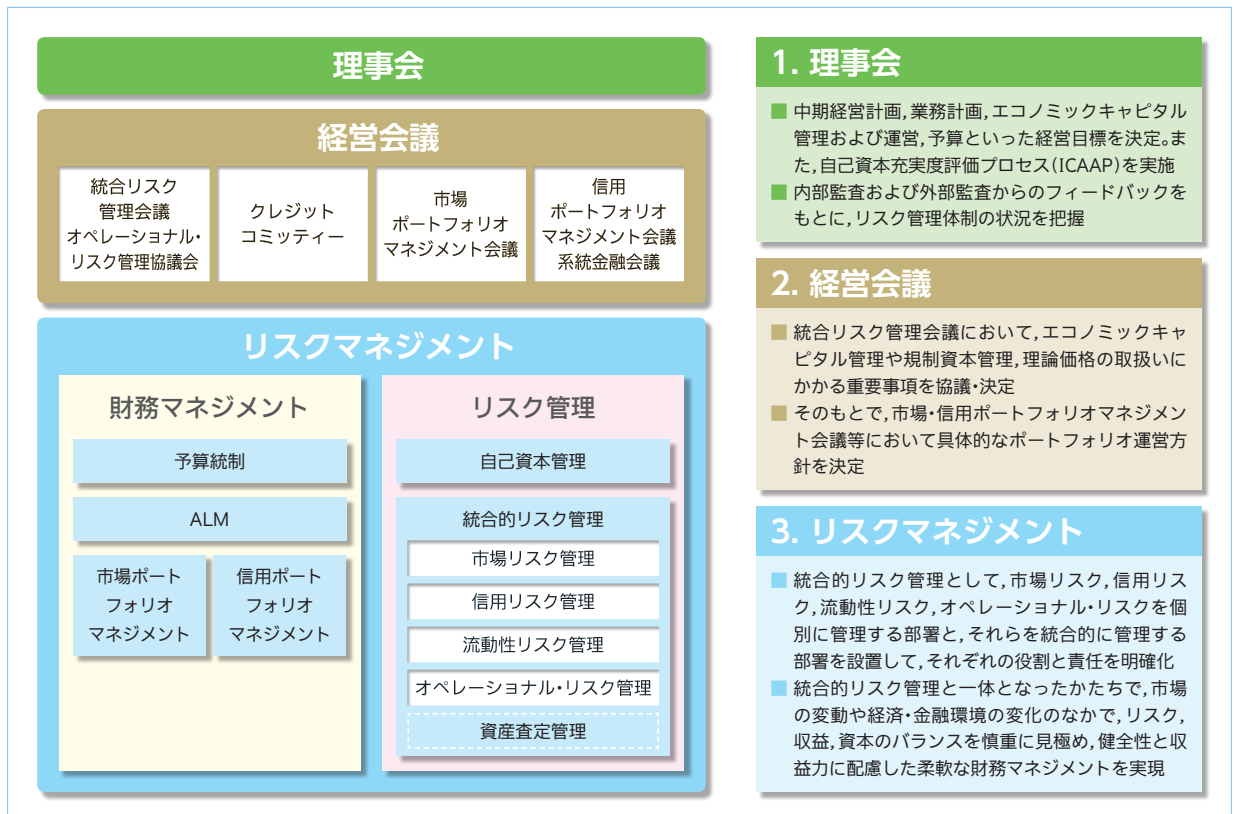 理事会
経営会議
統合リスク
管理会議
オペレーショナル・
リスク管理協議会
クレジット
コミッティー
市場
ポートフォリオ
マネジメント会議
信用
ポートフォリオ
マネジメント会議
系統金融会議
リスクマネジメント
財務マネジメント
予算統制
ALM
市場ポート
フォリオ
マネジメント
信用ポート
フォリオ
マネジメント
リスク管理
自己資本管理
統合的リスク管理
市場リスク管理
信用リスク管理
流動性リスク管理
オペレーショナル・リスク管理
資産査定管理
1. 理事会
■ 中期経営計画,業務計画,エコノミックキャピタル
管理および運営,予算といった経営目標を決定。ま
た,自己資本充実度評価プロセス(ICAAP)を実施
■ 内部監査および外部監査からのフィードバックを
もとに,リスク管理体制の状況を把握
2. 経営会議
■ 統合リスク管理会議において,エコノミックキャ
ピタル管理や規制資本管理,理論価格の取扱いに
かかる重要事項を協議・決定
■ そのもとで,市場・信用ポートフォリオマネジメン
ト会議等において具体的なポートフォリオ運営方
針を決定
3. リスクマネジメント
■ 統合的リスク管理として,市場リスク,信用リス
ク,流動性リスク,オペレーショナル・リスクを個
別に管理する部署と,それらを統合的に管理する
部署を設置して,それぞれの役割と責任を明確化
■ 統合的リスク管理と一体となったかたちで,市場
の変動や経済・金融環境の変化のなかで,リスク,
収益,資本のバランスを慎重に見極め,健全性と収
益力に配慮した柔軟な財務マネジメントを実現